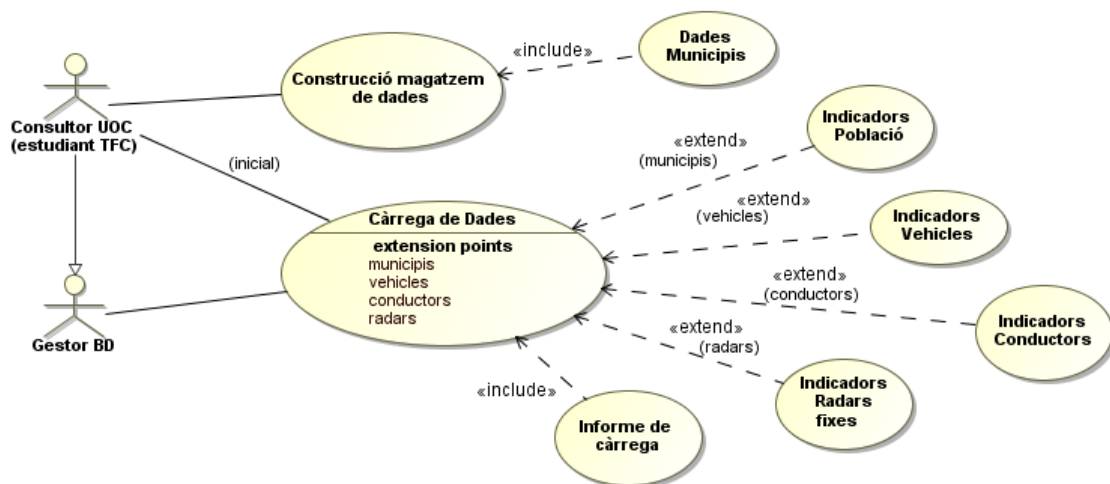 «include»
Dades
Municipis
Construcció magatzem
de dades
Consultor UOC
(estudiant TFC)
Indicadors
Població
«extend»
(municipis)
(inicial)
«extend»
(vehicles)
Indicadors
Vehicles
Càrrega de Dades
extension points
municipis
vehicles
conductors
radars
«extend»
(conductors)
Indicadors
Conductors
Gestor BD
«extend»
(radars)
Indicadors
Radars
fixes
«include»
Informe de
càrrega